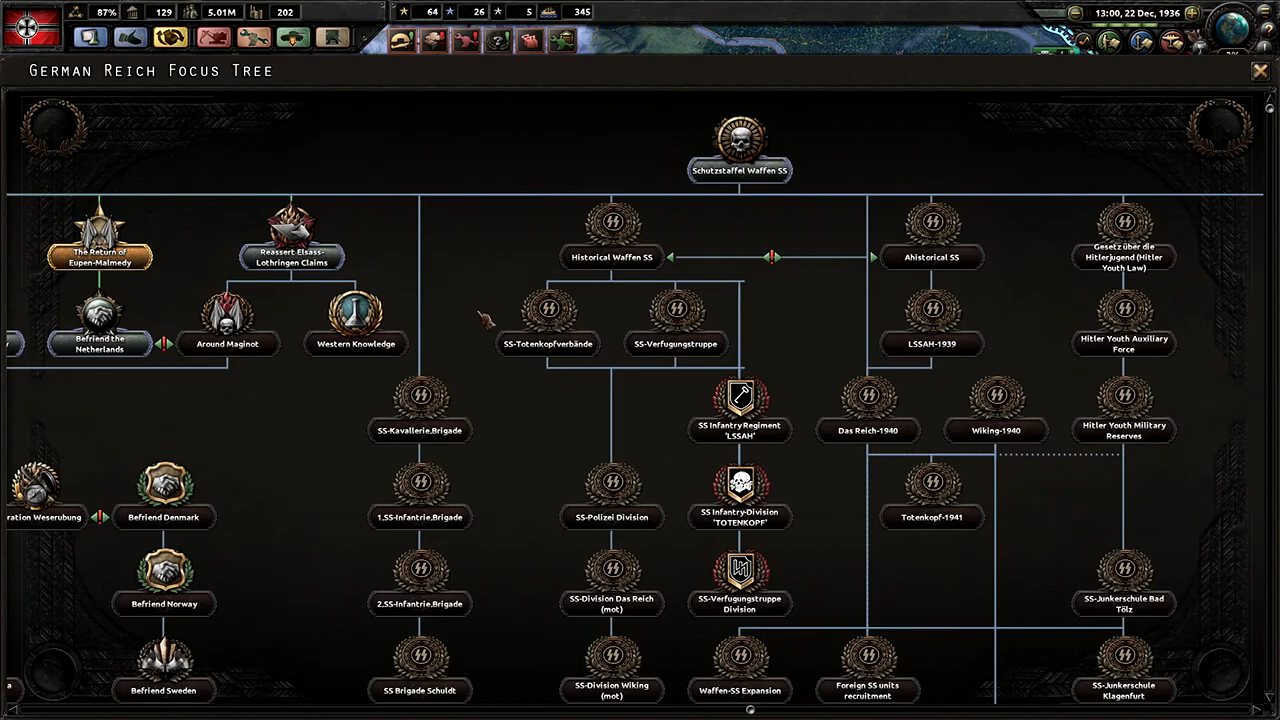 87% 129 5.01M 202 64 26 5 345 13:00, 22 Dec, 1936
German Reich Focus Tree
Schutzstaffel Waffen SS
The Return of
Eupen-Malmedy
Reassert Elsass-
Lothringen Claims
Historical Waffen SS
Ahistorical SS
Gesetz über die
Hitlerjugend (Hitler
Youth Law)
Befriend the
Netherlands
Around Maginot
Western Knowledge
SS-Totenkopfverbände
SS-Verfugungstruppe
LSSAH-1939
Hitler Youth Auxiliary
Force
SS-Kavallerie.Brigade
SS Infantry Regiment
'LSSAH'
Das Reich-1940
Wiking-1940
Hitler Youth Military
Reserves
ration Weserubung
Befriend Denmark
1.SS-Infantrie.Brigade
SS-Polizei Division
SS Infantry-Division
'TOTENKOPF'
Totenkopf-1941
Befriend Norway
2.SS-Infantie.Brigade
SS-Division Das Reich
(mot)
SS-Verfugungstruppe
Division
SS-Junkerschule Bad
Tölz
Befriend Sweden
SS Brigade Schuldt
SS-Division Wiking
(mot)
Waffen-SS Expansion
Foreign SS units
recruitment
SS-Junkerschule
Klagenfurt